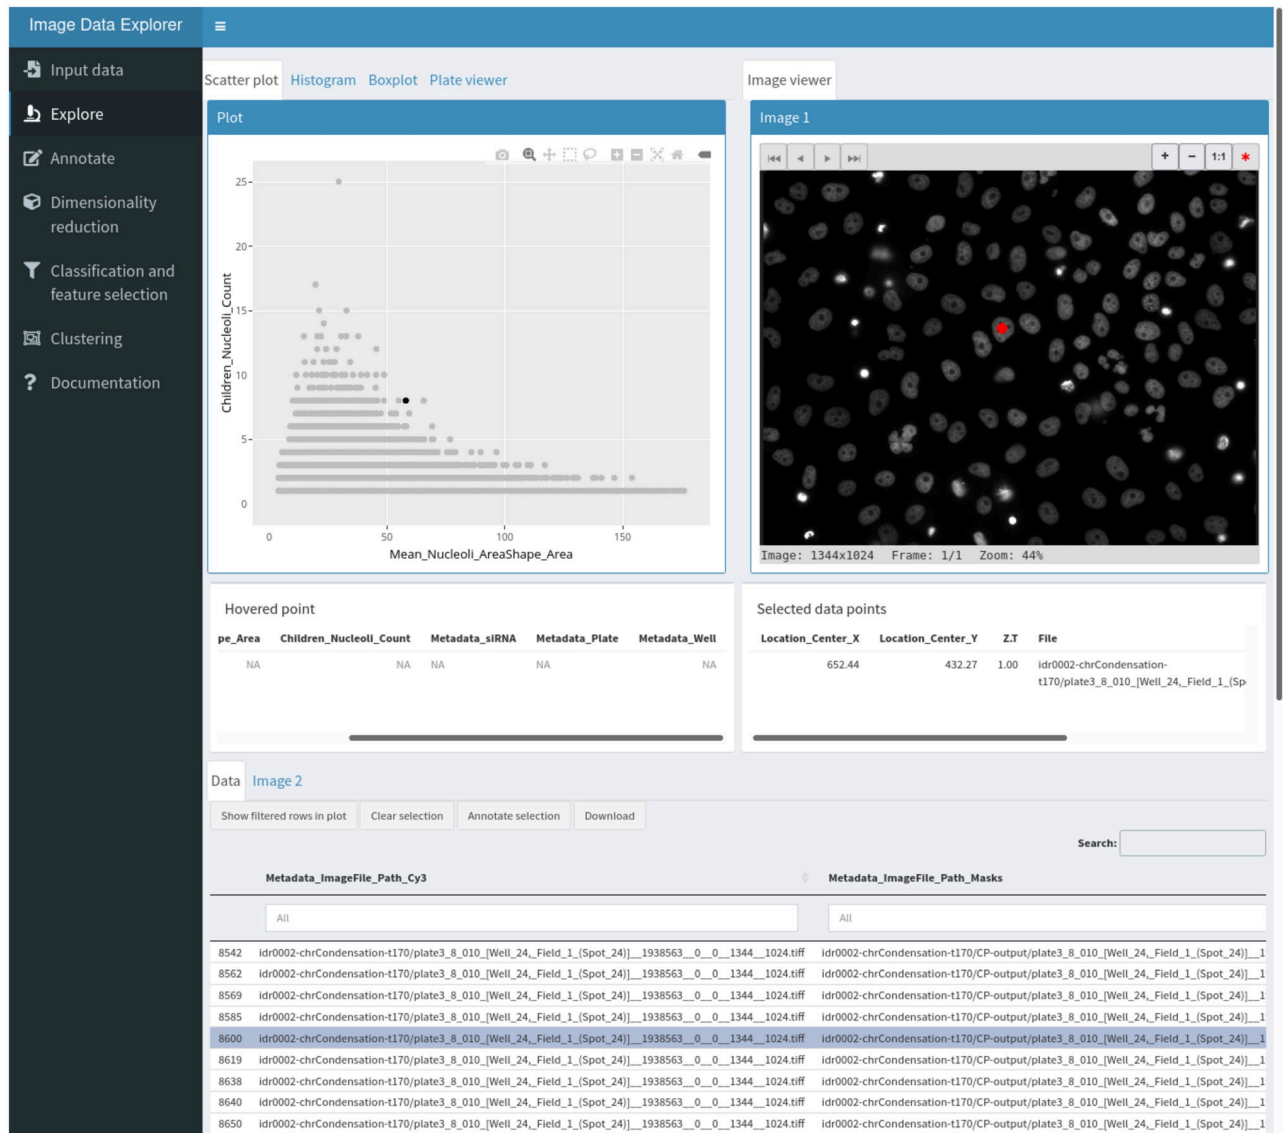 Image Data Explorer
Input data
Explore
Annotate
Dimensionality
reduction
Classification and
feature selection
Clustering
Documentation
Scatter plot Histogram Boxplot Plate viewer
Image viewer
Plot
25
20
15
10
5
0
Children_Nucleoli_Count
0 50 100 150
Mean_Nucleoli_AreaShape_Area
Image 1
+ − 1:1 *
Image: 1344x1024 Frame: 1/1 Zoom: 44%
Hovered point
pe_Area Children_Nucleoli_Count Metadata_siRNA Metadata_Plate Metadata_Well
NA NA NA NA NA
Selected data points
Location_Center_X Location_Center_Y Z.T File
652.44 432.27 1.00 idr0002-chrCondensation-
t170/plate3_8_010_[Well_24,_Field_1_(Sp
Data Image 2
Show filtered rows in plot Clear selection Annotate selection Download
Search:
Metadata_ImageFile_Path_Cy3 Metadata_ImageFile_Path_Masks
All All
8542 idr0002-chrCondensation-t170/plate3_8_010_[Well_24,_Field_1_(Spot_24)]__1938563__0__0__1344__1024.tiff idr0002-chrCondensation-t170/CP-output/plate3_8_010_[Well_24,_Field_1_(Spot_24)]__1
8562 idr0002-chrCondensation-t170/plate3_8_010_[Well_24,_Field_1_(Spot_24)]__1938563__0__0__1344__1024.tiff idr0002-chrCondensation-t170/CP-output/plate3_8_010_[Well_24,_Field_1_(Spot_24)]__1
8569 idr0002-chrCondensation-t170/plate3_8_010_[Well_24,_Field_1_(Spot_24)]__1938563__0__0__1344__1024.tiff idr0002-chrCondensation-t170/CP-output/plate3_8_010_[Well_24,_Field_1_(Spot_24)]__1
8585 idr0002-chrCondensation-t170/plate3_8_010_[Well_24,_Field_1_(Spot_24)]__1938563__0__0__1344__1024.tiff idr0002-chrCondensation-t170/CP-output/plate3_8_010_[Well_24,_Field_1_(Spot_24)]__1
8600 idr0002-chrCondensation-t170/plate3_8_010_[Well_24,_Field_1_(Spot_24)]__1938563__0__0__1344__1024.tiff idr0002-chrCondensation-t170/CP-output/plate3_8_010_[Well_24,_Field_1_(Spot_24)]__1
8619 idr0002-chrCondensation-t170/plate3_8_010_[Well_24,_Field_1_(Spot_24)]__1938563__0__0__1344__1024.tiff idr0002-chrCondensation-t170/CP-output/plate3_8_010_[Well_24,_Field_1_(Spot_24)]__1
8638 idr0002-chrCondensation-t170/plate3_8_010_[Well_24,_Field_1_(Spot_24)]__1938563__0__0__1344__1024.tiff idr0002-chrCondensation-t170/CP-output/plate3_8_010_[Well_24,_Field_1_(Spot_24)]__1
8640 idr0002-chrCondensation-t170/plate3_8_010_[Well_24,_Field_1_(Spot_24)]__1938563__0__0__1344__1024.tiff idr0002-chrCondensation-t170/CP-output/plate3_8_010_[Well_24,_Field_1_(Spot_24)]__1
8650 idr0002-chrCondensation-t170/plate3_8_010_[Well_24,_Field_1_(Spot_24)]__1938563__0__0__1344__1024.tiff idr0002-chrCondensation-t170/CP-output/plate3_8_010_[Well_24,_Field_1_(Spot_24)]__1